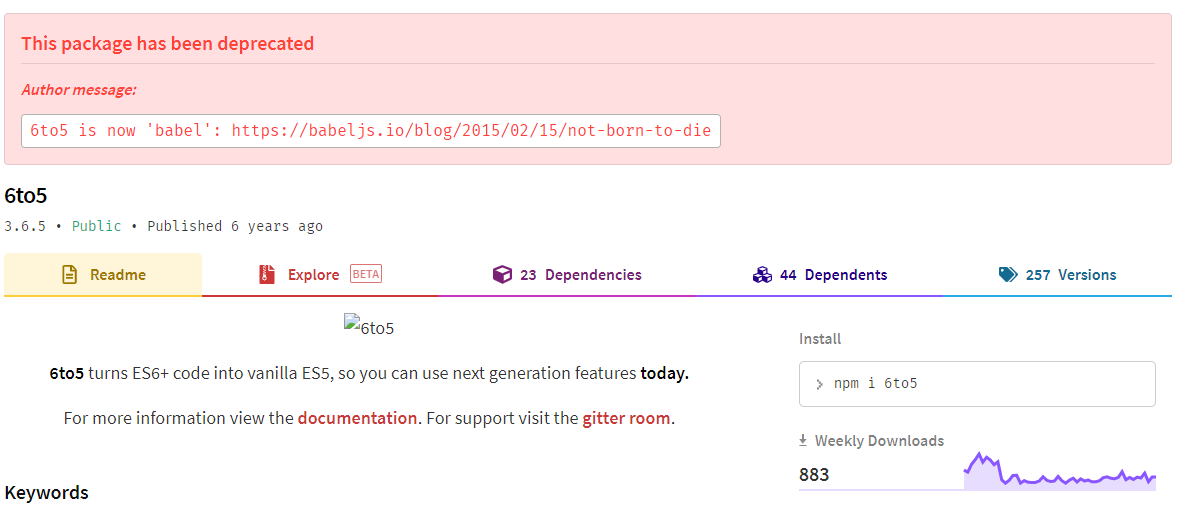 This package has been deprecated
Author message:
6to5 is now 'babel': https://babeljs.io/blog/2015/02/15/not-born-to-die
6to5
3.6.5 • Public • Published 6 years ago
Readme
Explore BETA
23 Dependencies
44 Dependents
257 Versions
6to5
6to5 turns ES6+ code into vanilla ES5, so you can use next generation features today.
For more information view the documentation. For support visit the gitter room.
Keywords
Install
npm i 6to5
Weekly Downloads
883